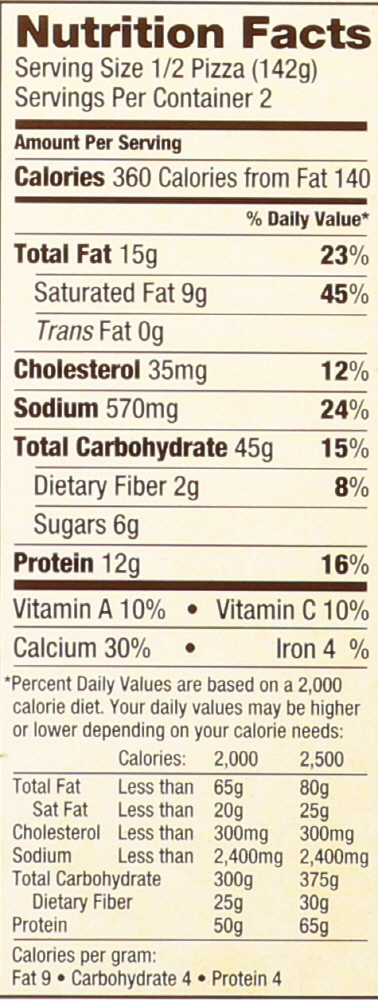 Nutrition Facts
Serving Size 1/2 Pizza (142g)
Servings Per Container 2
Amount Per Serving
Calories 360 Calories from Fat 140
% Daily Value*
Total Fat 15g 23%
Saturated Fat 9g 45%
Trans Fat 0g
Cholesterol 35mg 12%
Sodium 570mg 24%
Total Carbohydrate 45g 15%
Dietary Fiber 2g 8%
Sugars 6g
Protein 12g 16%
Vitamin A 10% • Vitamin C 10%
Calcium 30% • Iron 4 %
*Percent Daily Values are based on a 2,000
calorie diet. Your daily values may be higher
or lower depending on your calorie needs:
Calories: 2,000 2,500
Total Fat Less than 65g 80g
Sat Fat Less than 20g 25g
Cholesterol Less than 300mg 300mg
Sodium Less than 2,400mg 2,400mg
Total Carbohydrate 300g 375g
Dietary Fiber 25g 30g
Protein 50g 65g
Calories per gram:
Fat 9 • Carbohydrate 4 • Protein 4